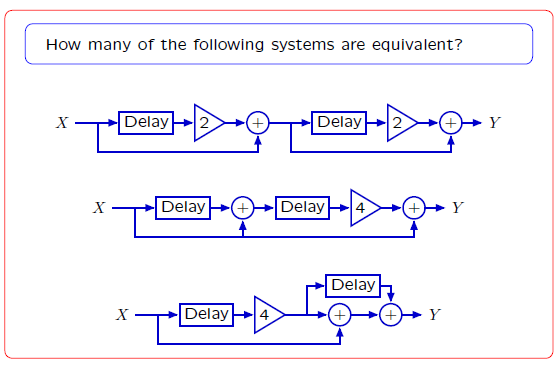 How many of the following systems are equivalent?
X Delay 2 + Delay 2 + Y
X Delay + Delay 4 + Y
Delay
X Delay 4 + + Y